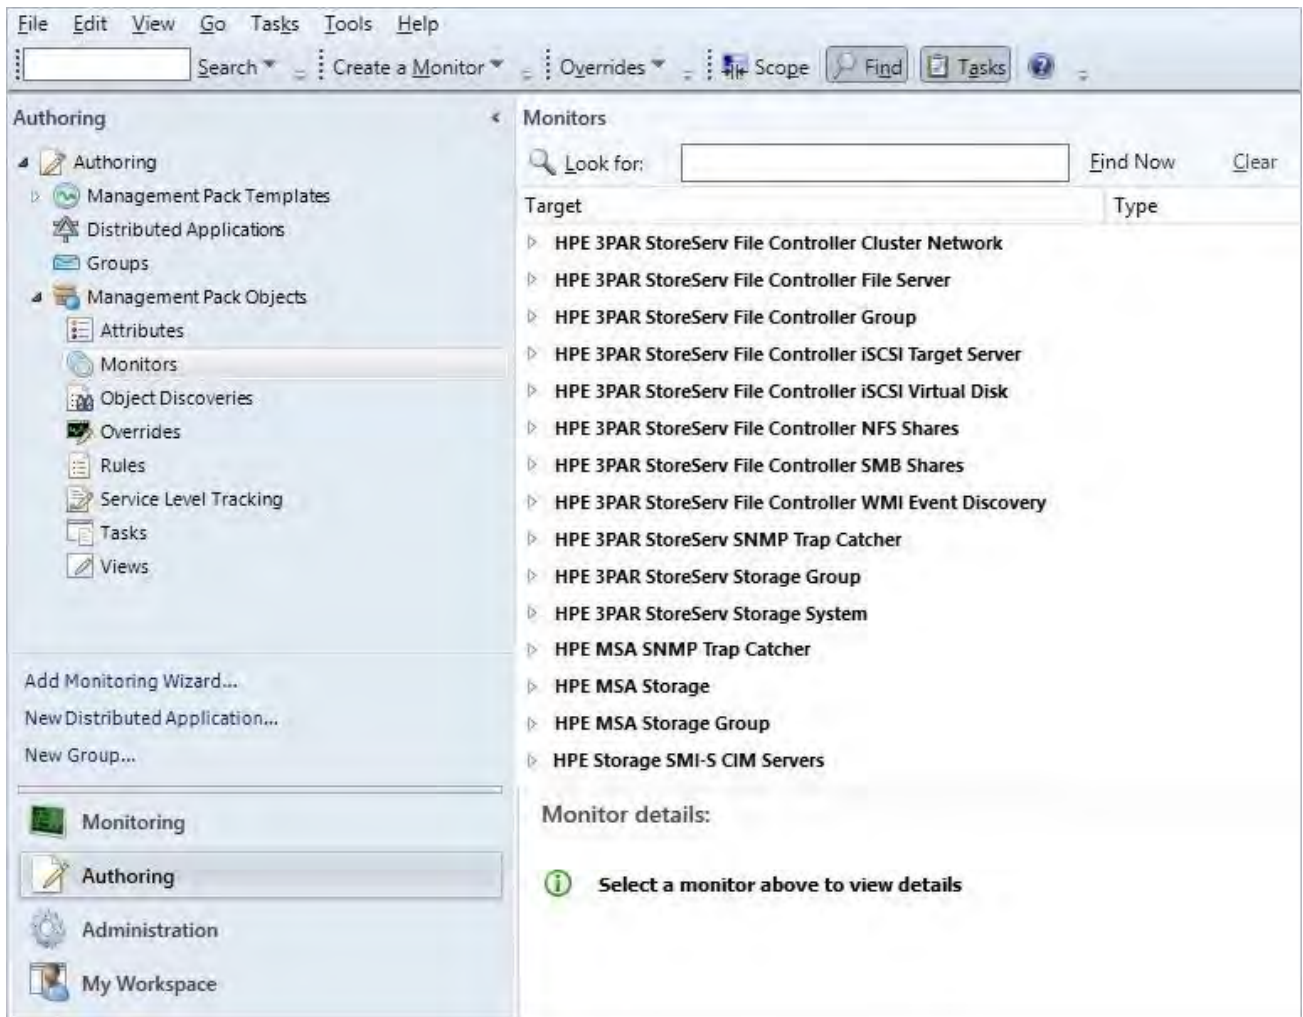 File Edit View Go Tasks Tools Help
Search Create a Monitor Overrides Scope Find Tasks
Authoring
Authoring
Management Pack Templates
Distributed Applications
Groups
Management Pack Objects
Attributes
Monitors
Object Discoveries
Overrides
Rules
Service Level Tracking
Tasks
Views
Add Monitoring Wizard...
New Distributed Application...
New Group...
Monitoring
Authoring
Administration
My Workspace
Monitors
Look for: Find Now Clear
Target Type
HPE 3PAR StoreServ File Controller Cluster Network
HPE 3PAR StoreServ File Controller File Server
HPE 3PAR StoreServ File Controller Group
HPE 3PAR StoreServ File Controller iSCSI Target Server
HPE 3PAR StoreServ File Controller iSCSI Virtual Disk
HPE 3PAR StoreServ File Controller NFS Shares
HPE 3PAR StoreServ File Controller SMB Shares
HPE 3PAR StoreServ File Controller WMI Event Discovery
HPE 3PAR StoreServ SNMP Trap Catcher
HPE 3PAR StoreServ Storage Group
HPE 3PAR StoreServ Storage System
HPE MSA SNMP Trap Catcher
HPE MSA Storage
HPE MSA Storage Group
HPE Storage SMI-S CIM Servers
Monitor details:
Select a monitor above to view details